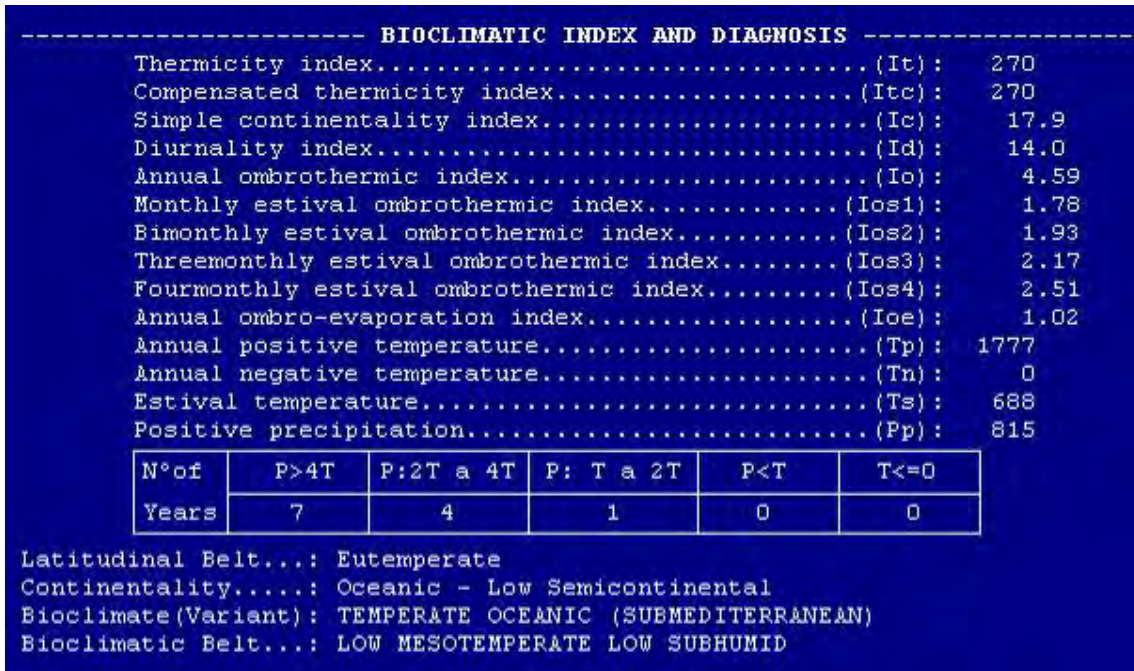 ------------------------ BIOCLIMATIC INDEX AND DIAGNOSIS ------------------
Thermicity index.................................(It): 270
Compensated thermicity index....................(Itc): 270
Simple continentality index......................(Ic): 17.9
Diurnality index.................................(Id): 14.0
Annual ombrothermic index........................(Io): 4.59
Monthly estival ombrothermic index.............(Ios1): 1.78
Bimonthly estival ombrothermic index...........(Ios2): 1.93
Threemonthly estival ombrothermic index........(Ios3): 2.17
Fourmonthly estival ombrothermic index.........(Ios4): 2.51
Annual ombro-evaporation index..................(Ioe): 1.02
Annual positive temperature......................(Tp): 1777
Annual negative temperature......................(Tn): 0
Estival temperature..............................(Ts): 688
Positive precipitation...........................(Pp): 815
N°of P>4T P:2T a 4T P: T a 2T P<T T<=0
Years 7 4 1 0 0
Latitudinal Belt...: Eutemperate
Continentality.....: Oceanic - Low Semicontinental
Bioclimate(Variant): TEMPERATE OCEANIC (SUBMEDITERRANEAN)
Bioclimatic Belt...: LOW MESOTEMPERATE LOW SUBHUMID